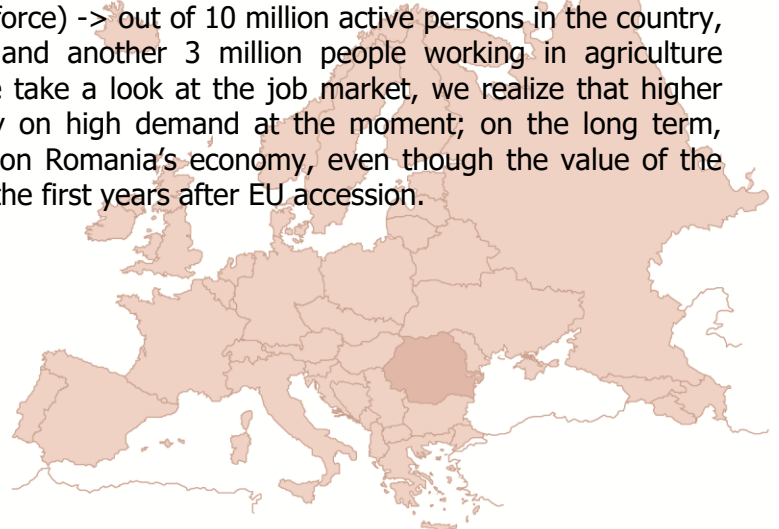 force) -> out of 10 million active persons in the country,
and another 3 million people working in agriculture
take a look at the job market, we realize that higher
on high demand at the moment; on the long term,
on Romania's economy, even though the value of the
the first years after EU accession.